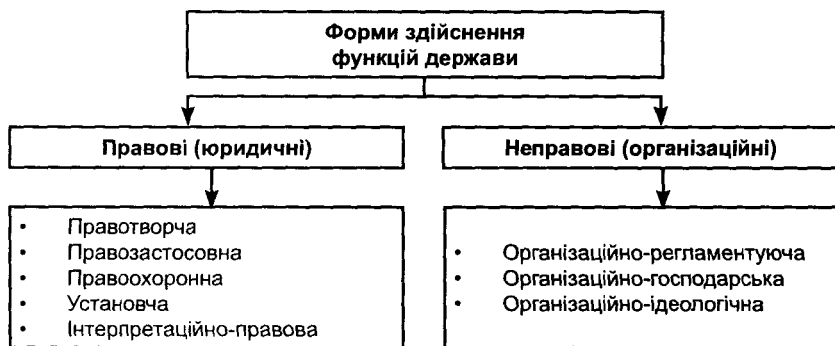 Форми здійснення
функцій держави
Правові (юридичні)
Неправові (організаційні)
• Правотворча
• Правозастосовна
• Правоохоронна
• Установча
• Інтерпретаційно-правова
• Організаційно-регламентуюча
• Організаційно-господарська
• Організаційно-ідеологічна